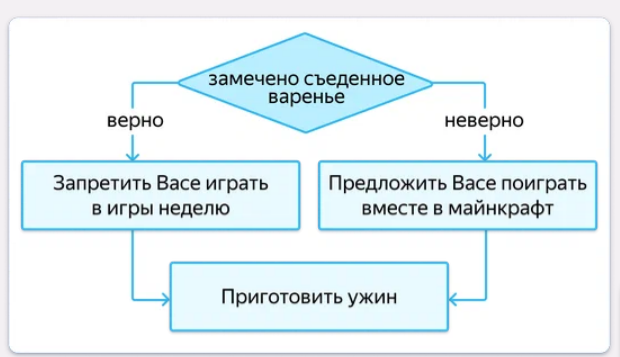 замечено съеденное
варенье
верно
неверно
Запретить Васе играть
в игры неделю
Предложить Васе поиграть
вместе в майнкрафт
Приготовить ужин